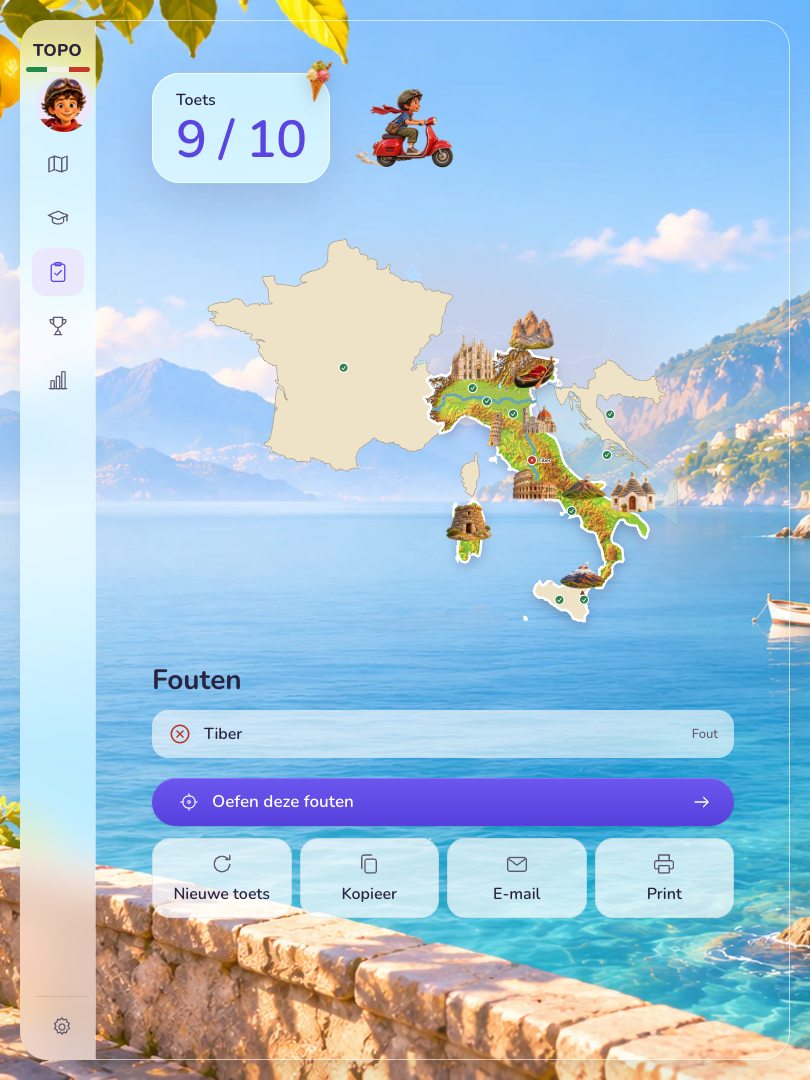 TOPO
Toets
9 / 10
Fouten
Tiber
Fout
Oefen deze fouten
Nieuwe toets
Kopieer
E-mail
Print